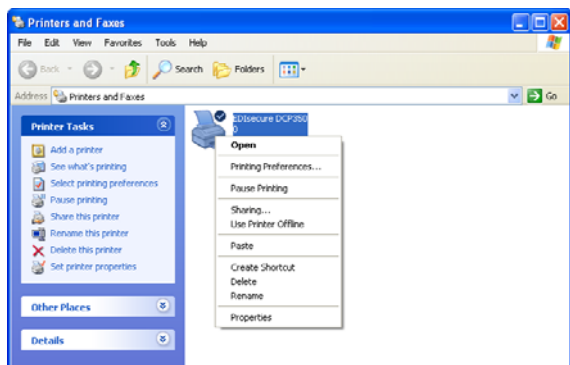 Printers and Faxes
File Edit View Favorites Tools Help
Back Search Folders
Address Printers and Faxes Go
Printer Tasks
Add a printer
See what's printing
Select printing preferences
Pause printing
Share this printer
Rename this printer
Delete this printer
Set printer properties
Other Places
Details
EDIsecure DCP350
0
Open
Printing Preferences...
Pause Printing
Sharing...
Use Printer Offline
Paste
Create Shortcut
Delete
Rename
Properties